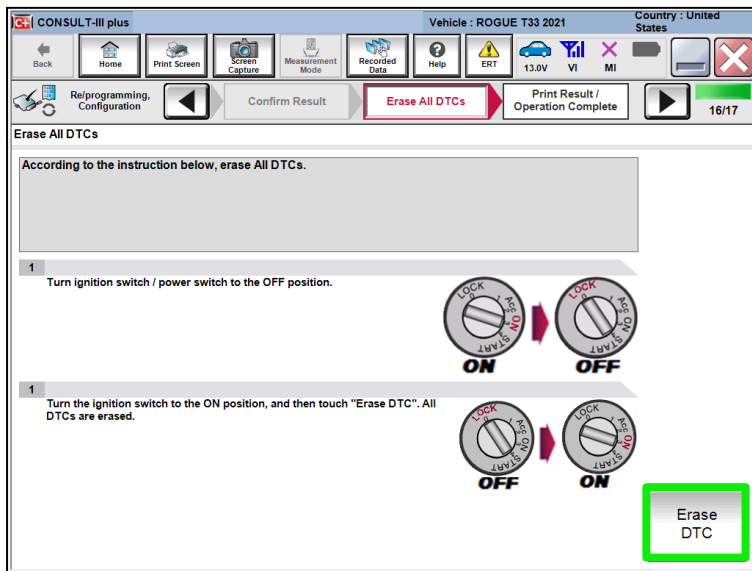 C+ CONSULT-III plus
Vehicle : ROGUE T33 2021
Country : United
States
Back
Home
Print Screen
Screen
Capture
Measurement
Mode
Recorded
Data
Help
ERT
13.0V
VI
MI
Re/programming,
Configuration
Confirm Result
Erase All DTCs
Print Result /
Operation Complete
16/17
Erase All DTCs
According to the instruction below, erase All DTCs.
1
Turn ignition switch / power switch to the OFF position.
LOCK
0
Acc
ON
START
LOCK
0
Acc
ON
START
ON
OFF
1
Turn the ignition switch to the ON position, and then touch "Erase DTC". All
DTCs are erased.
LOCK
0
Acc
ON
START
LOCK
0
Acc
ON
START
OFF
ON
Erase
DTC